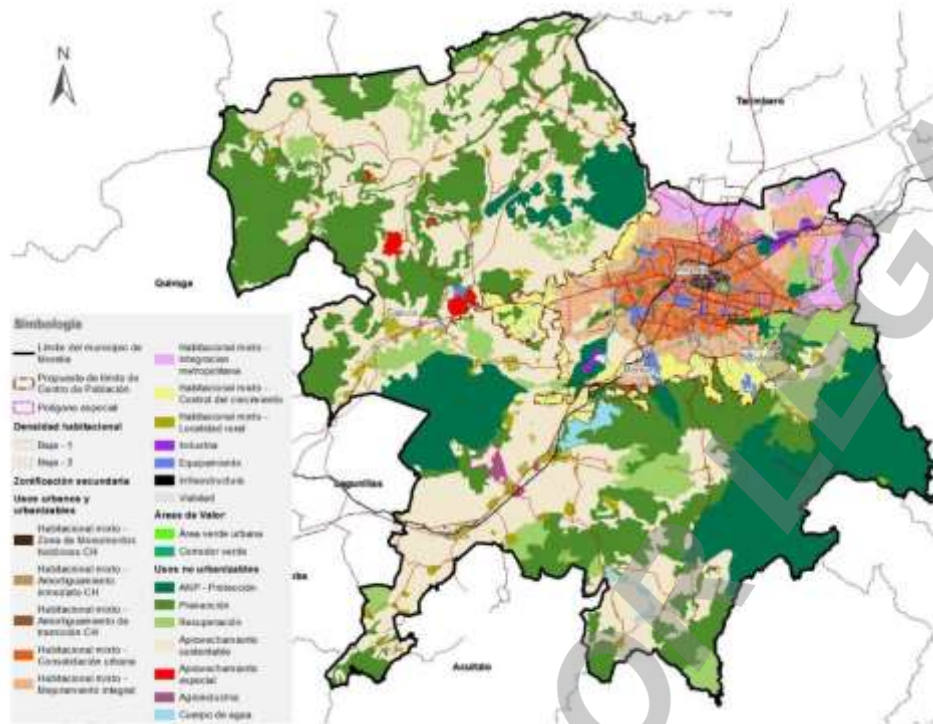 N
Tarímbaro
Quiroga
Lagunillas
Acuitzio
Simbología
Límite del municipio de
Morelia
Propuesta de límite de
Centro de Población
Polígono especial
Densidad habitacional
Baja - 1
Baja - 2
Zonificación secundaria
Usos urbanos y
urbanizables
Habitacional mixto -
Zona de Monumentos
históricos CH
Habitacional mixto -
Amortiguamiento
inmediato CH
Habitacional mixto -
Amortiguamiento de
transición CH
Habitacional mixto -
Consolidación urbana
Habitacional mixto -
Mejoramiento integral
Habitacional mixto -
Integración
metropolitana
Habitacional mixto -
Control del crecimiento
Habitacional mixto -
Localidad rural
Industria
Equipamiento
Infraestructura
Vialidad
Áreas de Valor
Área verde urbana
Corredor verde
Usos no urbanizables
ANP - Protección
Preservación
Recuperación
Aprovechamiento
sustentable
Aprovechamiento
especial
Agroindustria
Cuerpo de agua